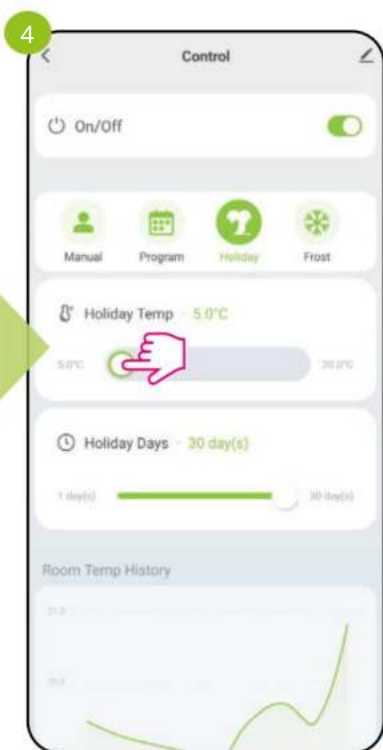 4
Control
On/Off
Manual Program Holiday Frost
Holiday Temp - 5.0°C
5.0°C
Holiday Days - 30 day(s)
1 day(s) 30 day(s)
Room Temp History